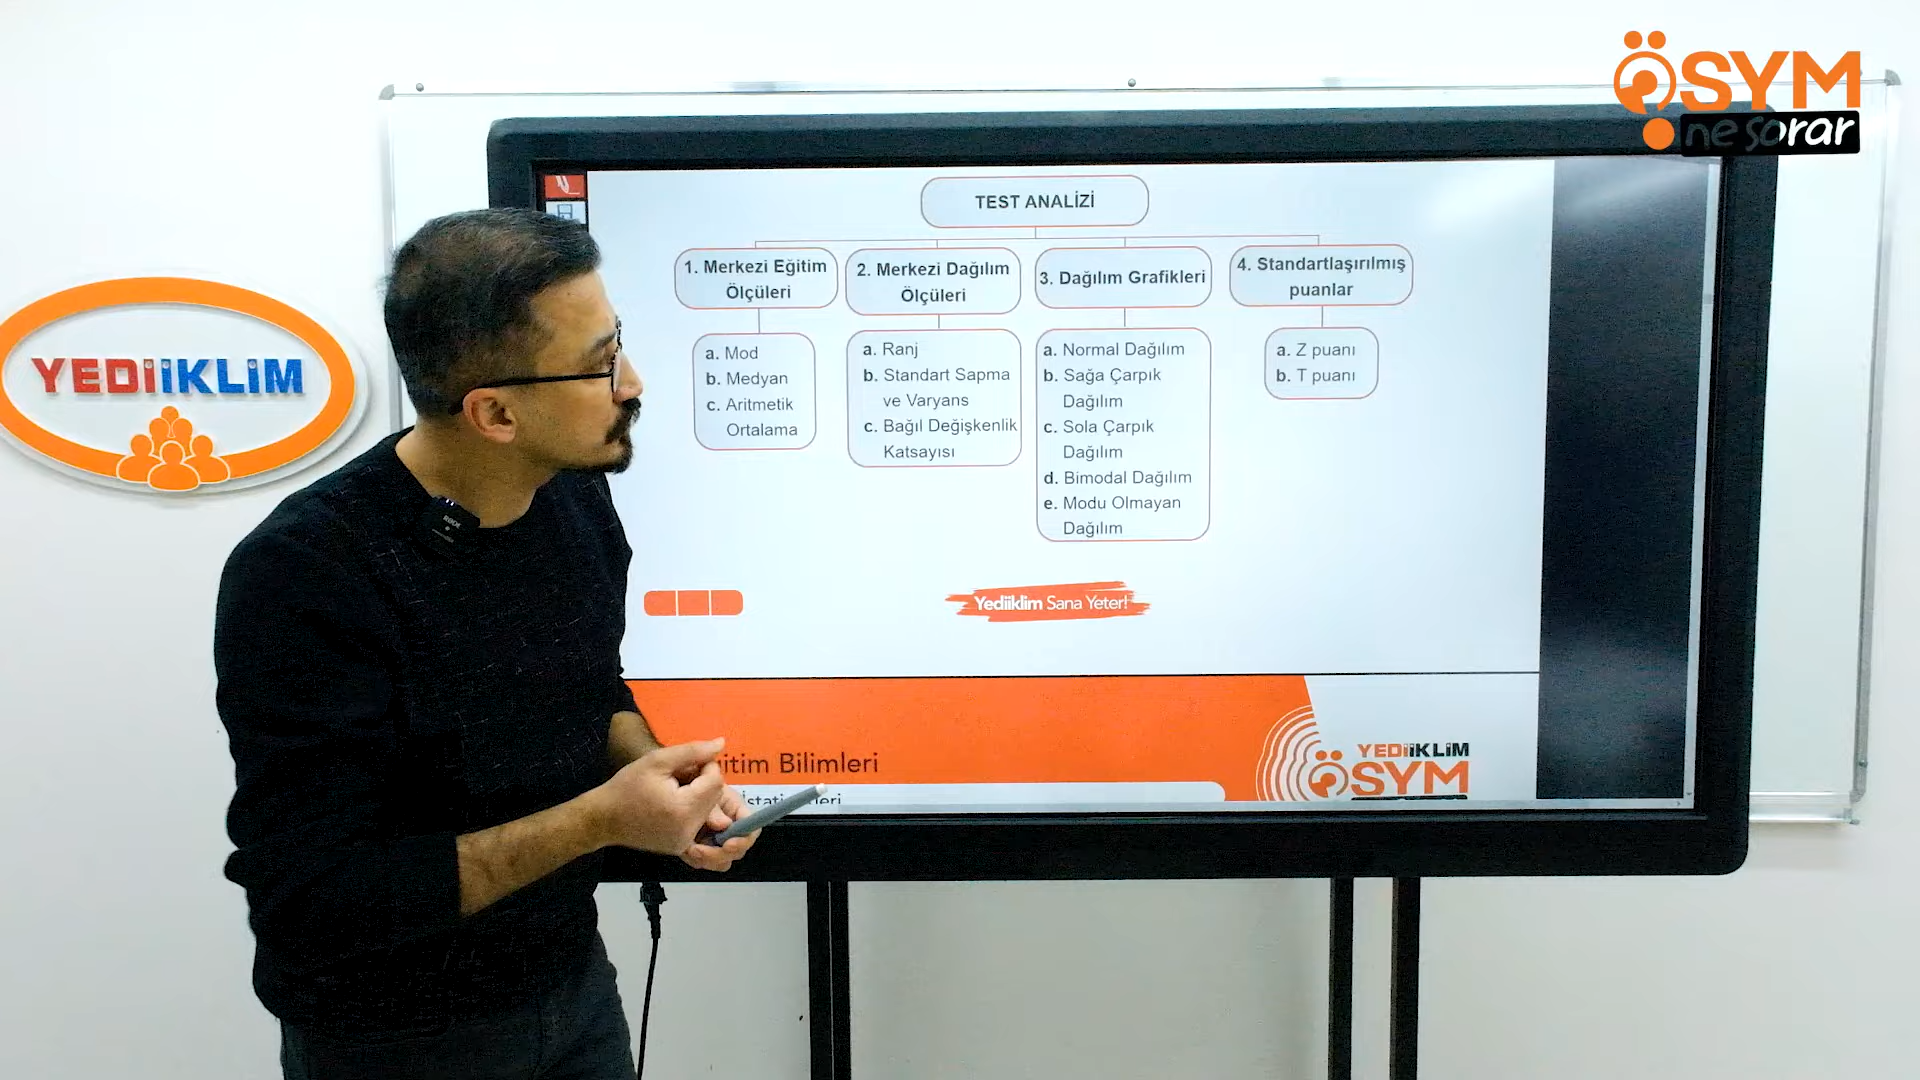 ÖSYM
ne sorar
YEDİİKLİM
TEST ANALİZİ
1. Merkezi Eğitim
Ölçüleri
a. Mod
b. Medyan
c. Aritmetik
Ortalama
2. Merkezi Dağılım
Ölçüleri
a. Ranj
b. Standart Sapma
ve Varyans
c. Bağıl Değişkenlik
Katsayısı
3. Dağılım Grafikleri
a. Normal Dağılım
b. Sağa Çarpık
Dağılım
c. Sola Çarpık
Dağılım
d. Bimodal Dağılım
e. Modu Olmayan
Dağılım
4. Standartlaşırılmış
puanlar
a. Z puanı
b. T puanı
Yediiklim Sana Yeter!
itim Bilimleri
YEDİİKLİM
ÖSYM